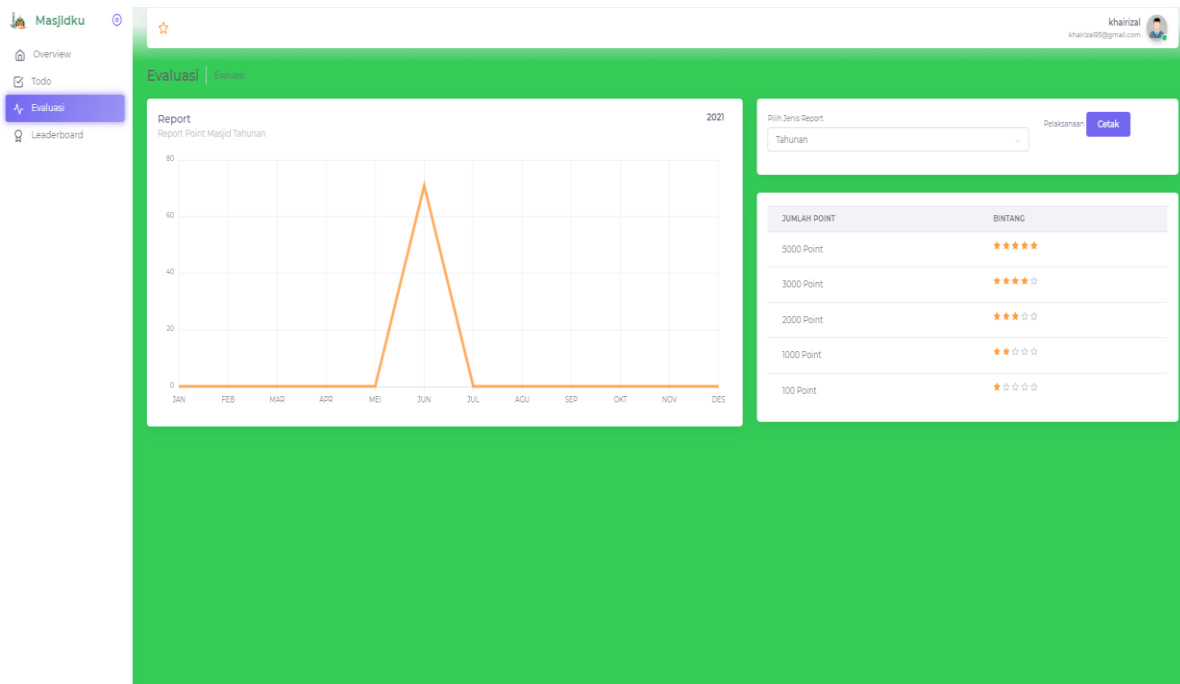 Masjidku
Overview
Todo
Evaluasi
Leaderboard
khairizal
khairizal93@gmail.com
Evaluasi
Evaluasi
Report
2021
Report Point Masjid Tahunan
80
60
40
20
0
JAN FEB MAR APR MEI JUN JUL AGU SEP OKT NOV DES
Pilih Jenis Report
Tahunan
Pelaksanaan
Cetak
JUMLAH POINT BINTANG
5000 Point
3000 Point
2000 Point
1000 Point
100 Point